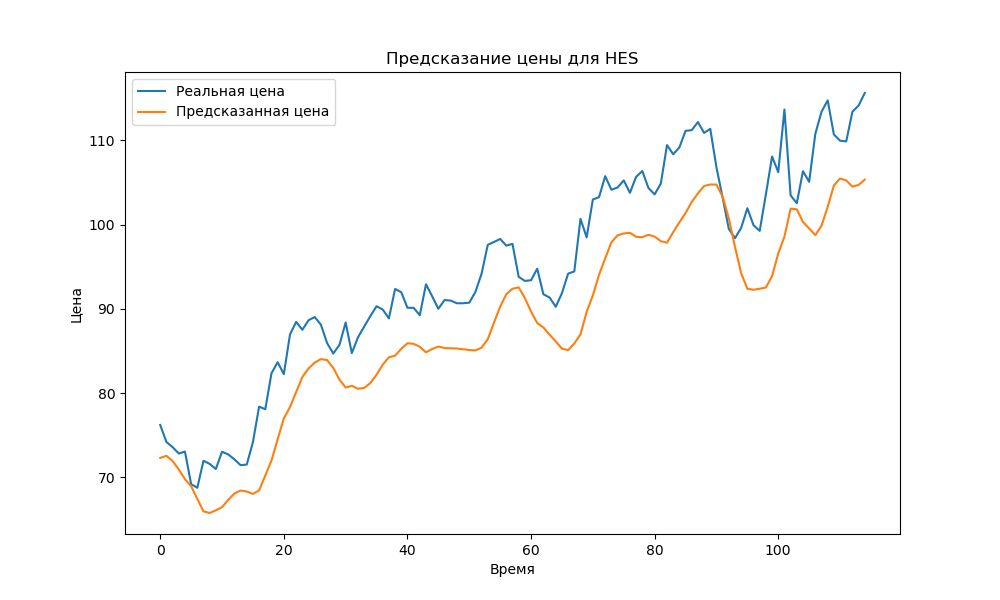 Предсказание цены для HES
Реальная цена
Предсказанная цена
Цена
110
100
90
80
70
0 20 40 60 80 100
Время